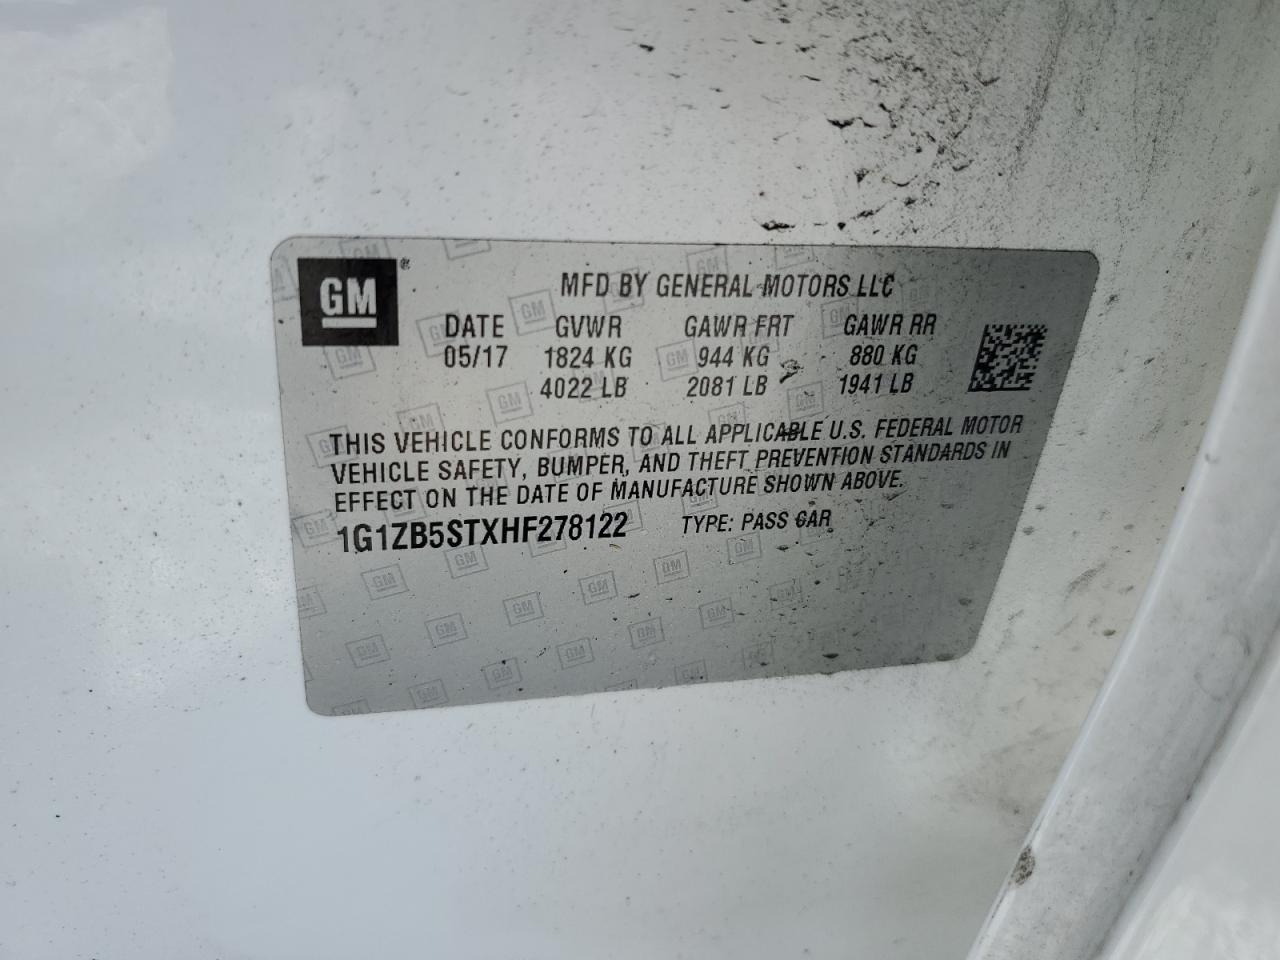 GM ®
MFD BY GENERAL MOTORS LLC
DATE GVWR GAWR FRT GAWR RR
05/17 1824 KG 944 KG 880 KG
4022 LB 2081 LB 1941 LB
THIS VEHICLE CONFORMS TO ALL APPLICABLE U.S. FEDERAL MOTOR
VEHICLE SAFETY, BUMPER, AND THEFT PREVENTION STANDARDS IN
EFFECT ON THE DATE OF MANUFACTURE SHOWN ABOVE.
1G1ZB5STXHF278122 TYPE: PASS CAR